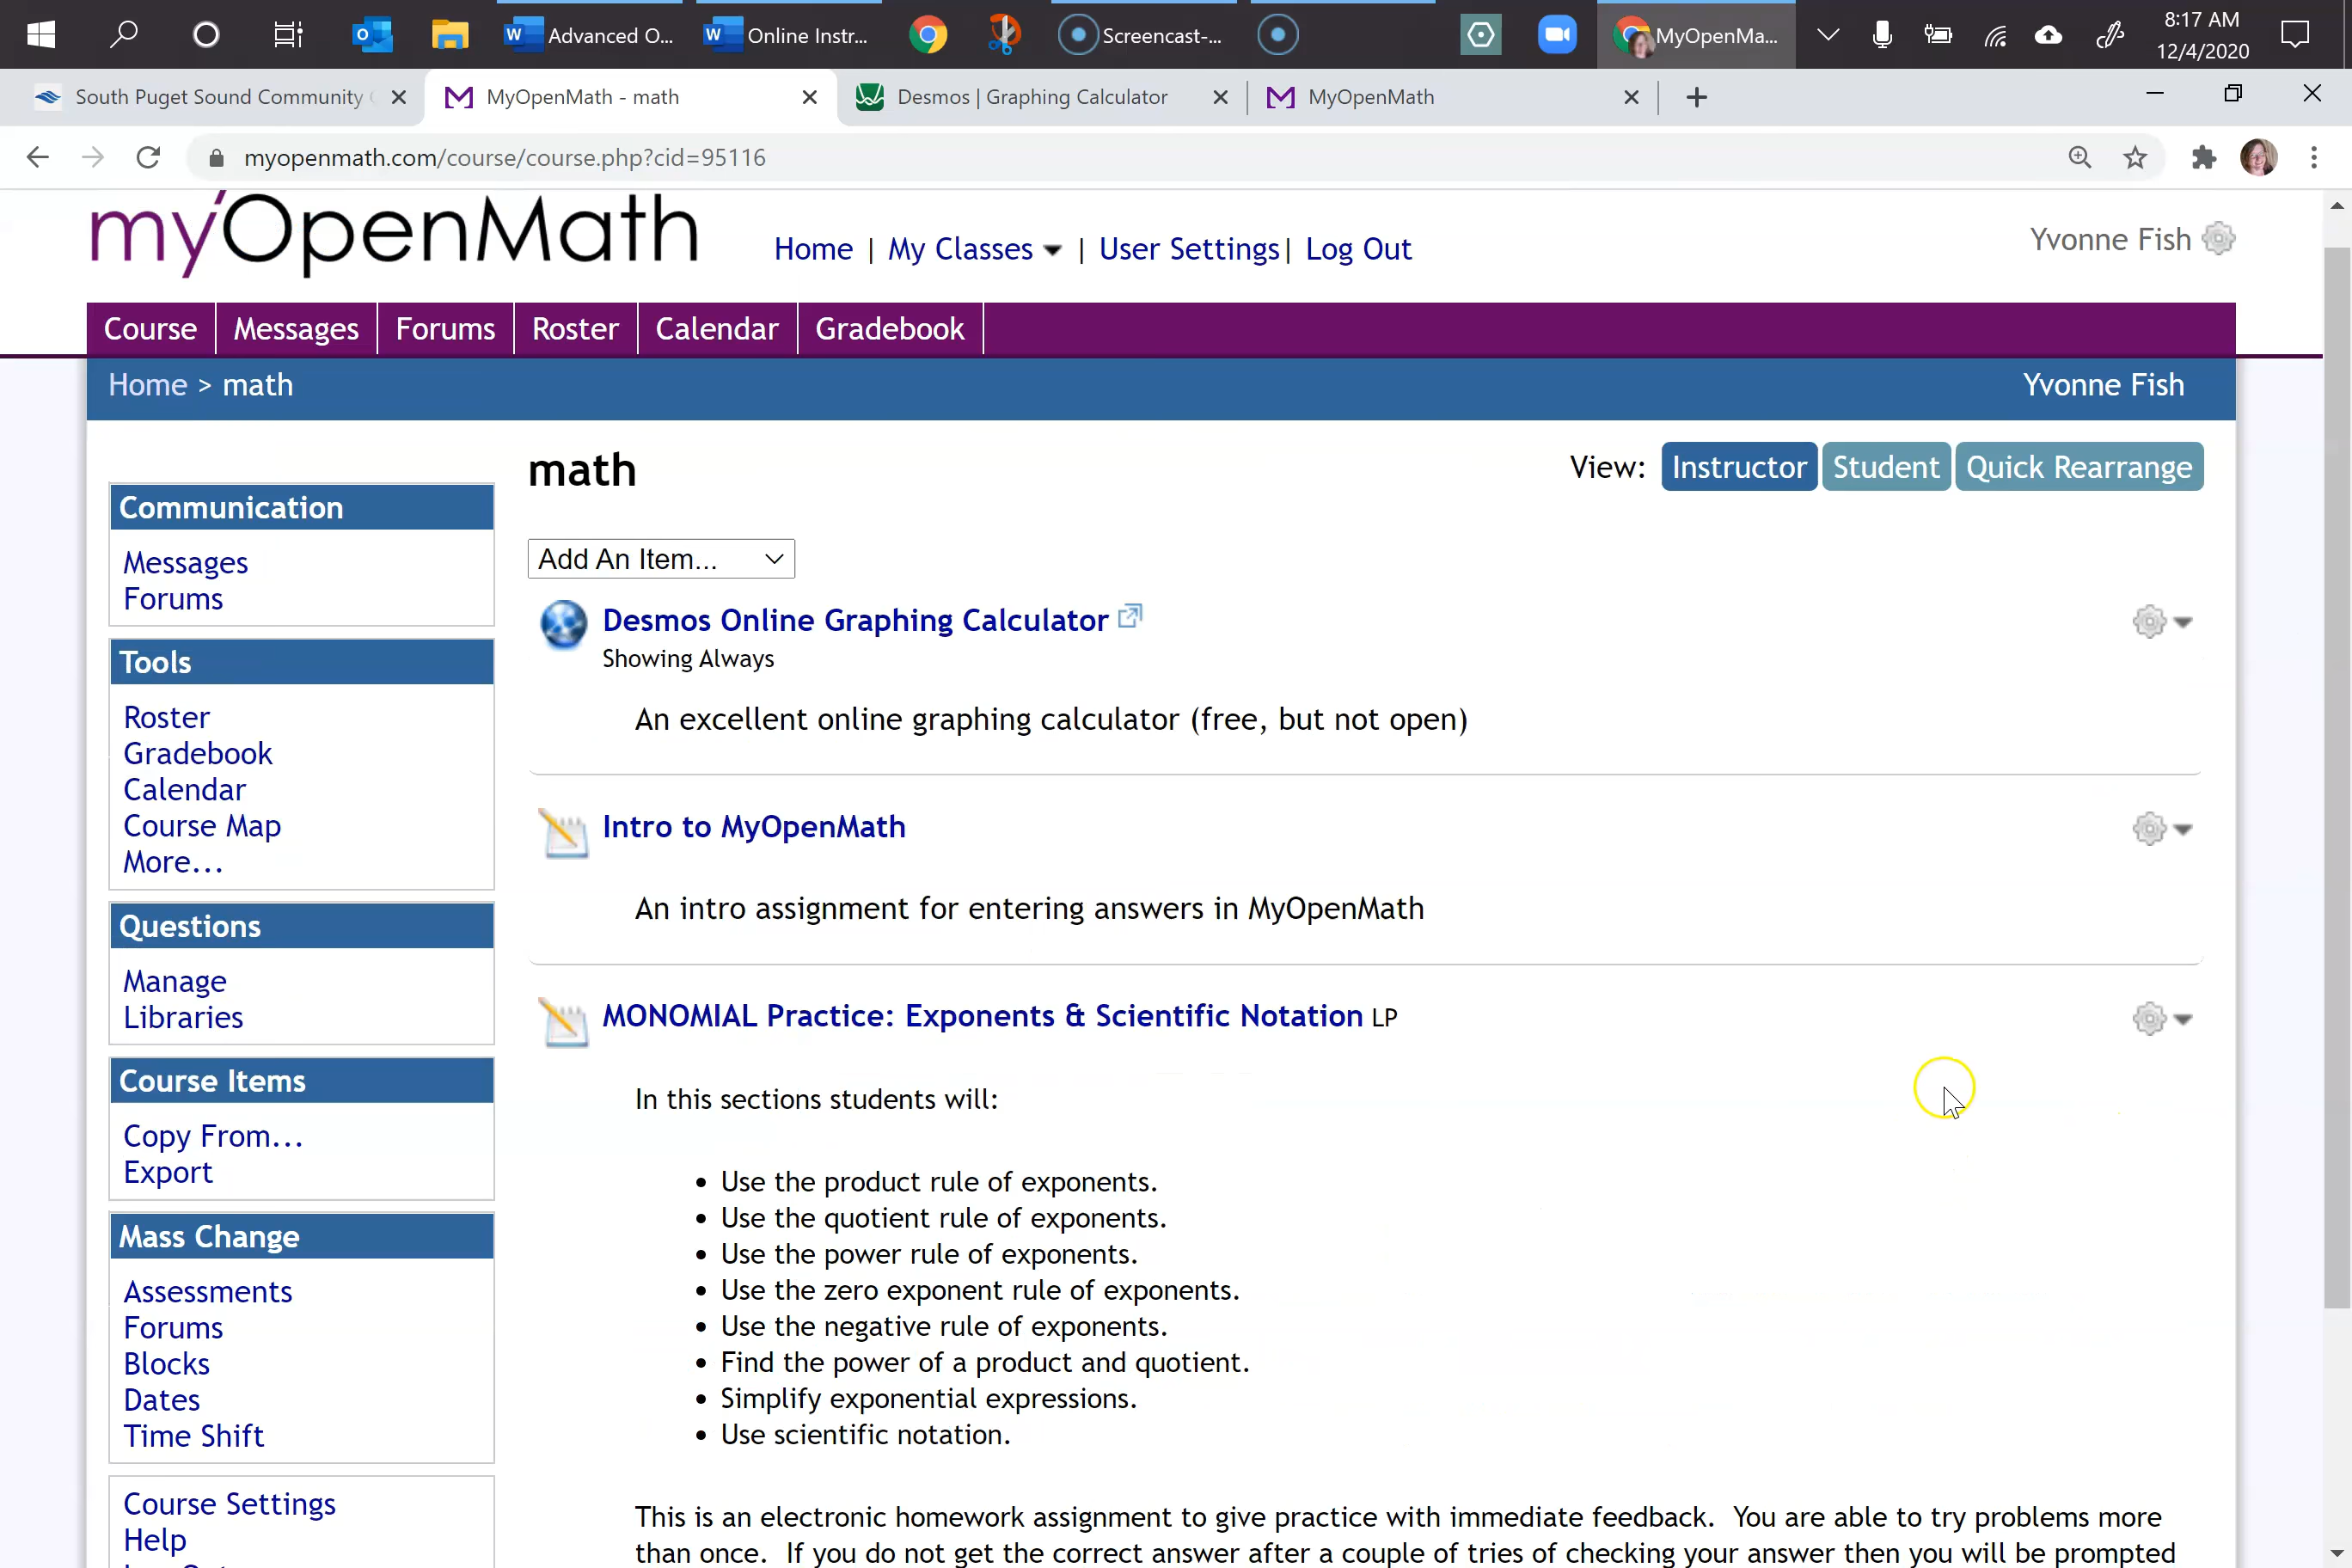 Advanced O...
Online Instr...
Screencast-...
MyOpenMa...
8:17 AM
12/4/2020
South Puget Sound Community
MyOpenMath - math
Desmos | Graphing Calculator
MyOpenMath
myopenmath.com/course/course.php?cid=95116
myOpenMath
Home | My Classes | User Settings | Log Out
Yvonne Fish
Course Messages Forums Roster Calendar Gradebook
Home > math
Yvonne Fish
Communication
Messages
Forums
Tools
Roster
Gradebook
Calendar
Course Map
More...
Questions
Manage
Libraries
Course Items
Copy From...
Export
Mass Change
Assessments
Forums
Blocks
Dates
Time Shift
Course Settings
Help
math
View: Instructor Student Quick Rearrange
Add An Item...
Desmos Online Graphing Calculator
Showing Always
An excellent online graphing calculator (free, but not open)
Intro to MyOpenMath
An intro assignment for entering answers in MyOpenMath
MONOMIAL Practice: Exponents & Scientific Notation LP
In this sections students will:
• Use the product rule of exponents.
• Use the quotient rule of exponents.
• Use the power rule of exponents.
• Use the zero exponent rule of exponents.
• Use the negative rule of exponents.
• Find the power of a product and quotient.
• Simplify exponential expressions.
• Use scientific notation.
This is an electronic homework assignment to give practice with immediate feedback. You are able to try problems more
than once. If you do not get the correct answer after a couple of tries of checking your answer then you will be prompted